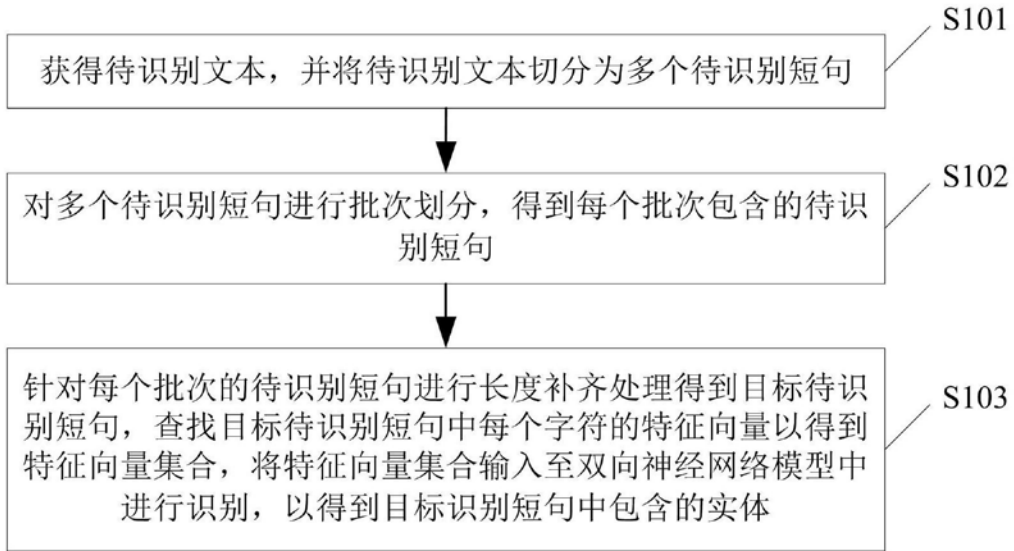 S101
获得待识别文本，并将待识别文本切分为多个待识别短句
S102
对多个待识别短句进行批次划分，得到每个批次包含的待识
别短句
S103
针对每个批次的待识别短句进行长度补齐处理得到目标待识
别短句，查找目标待识别短句中每个字符的特征向量以得到
特征向量集合，将特征向量集合输入至双向神经网络模型中
进行识别，以得到目标识别短句中包含的实体